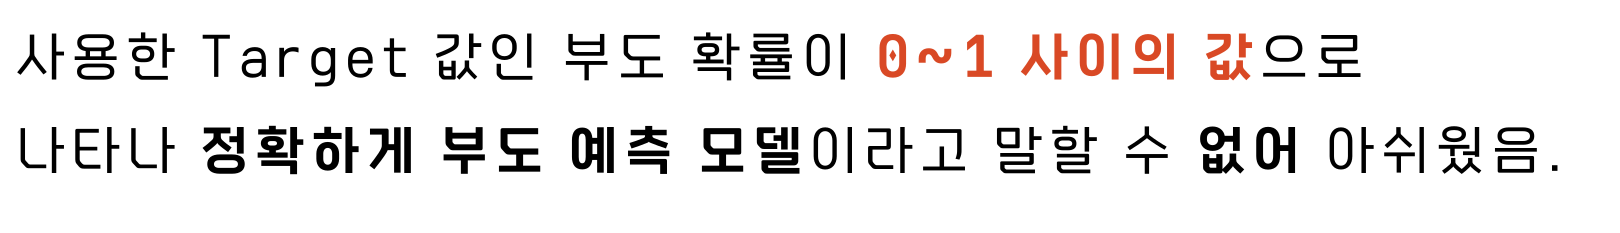 사용한 Target 값인 부도 확률이 0~1 사이의 값으로
나타나 정확하게 부도 예측 모델이라고 말할 수 없어 아쉬웠음.